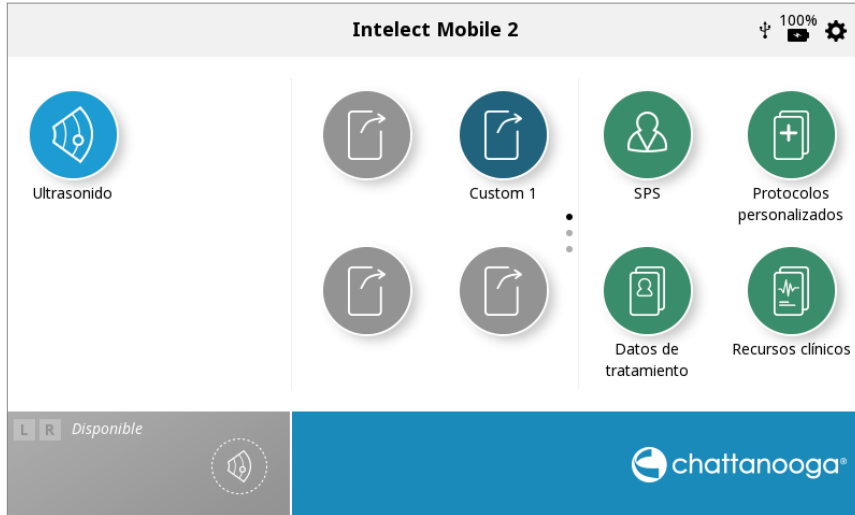 Intelect Mobile 2
100%
Ultrasonido
Custom 1
SPS
Protocolos
personalizados
Datos de
tratamiento
Recursos clínicos
L R Disponible
chattanooga®